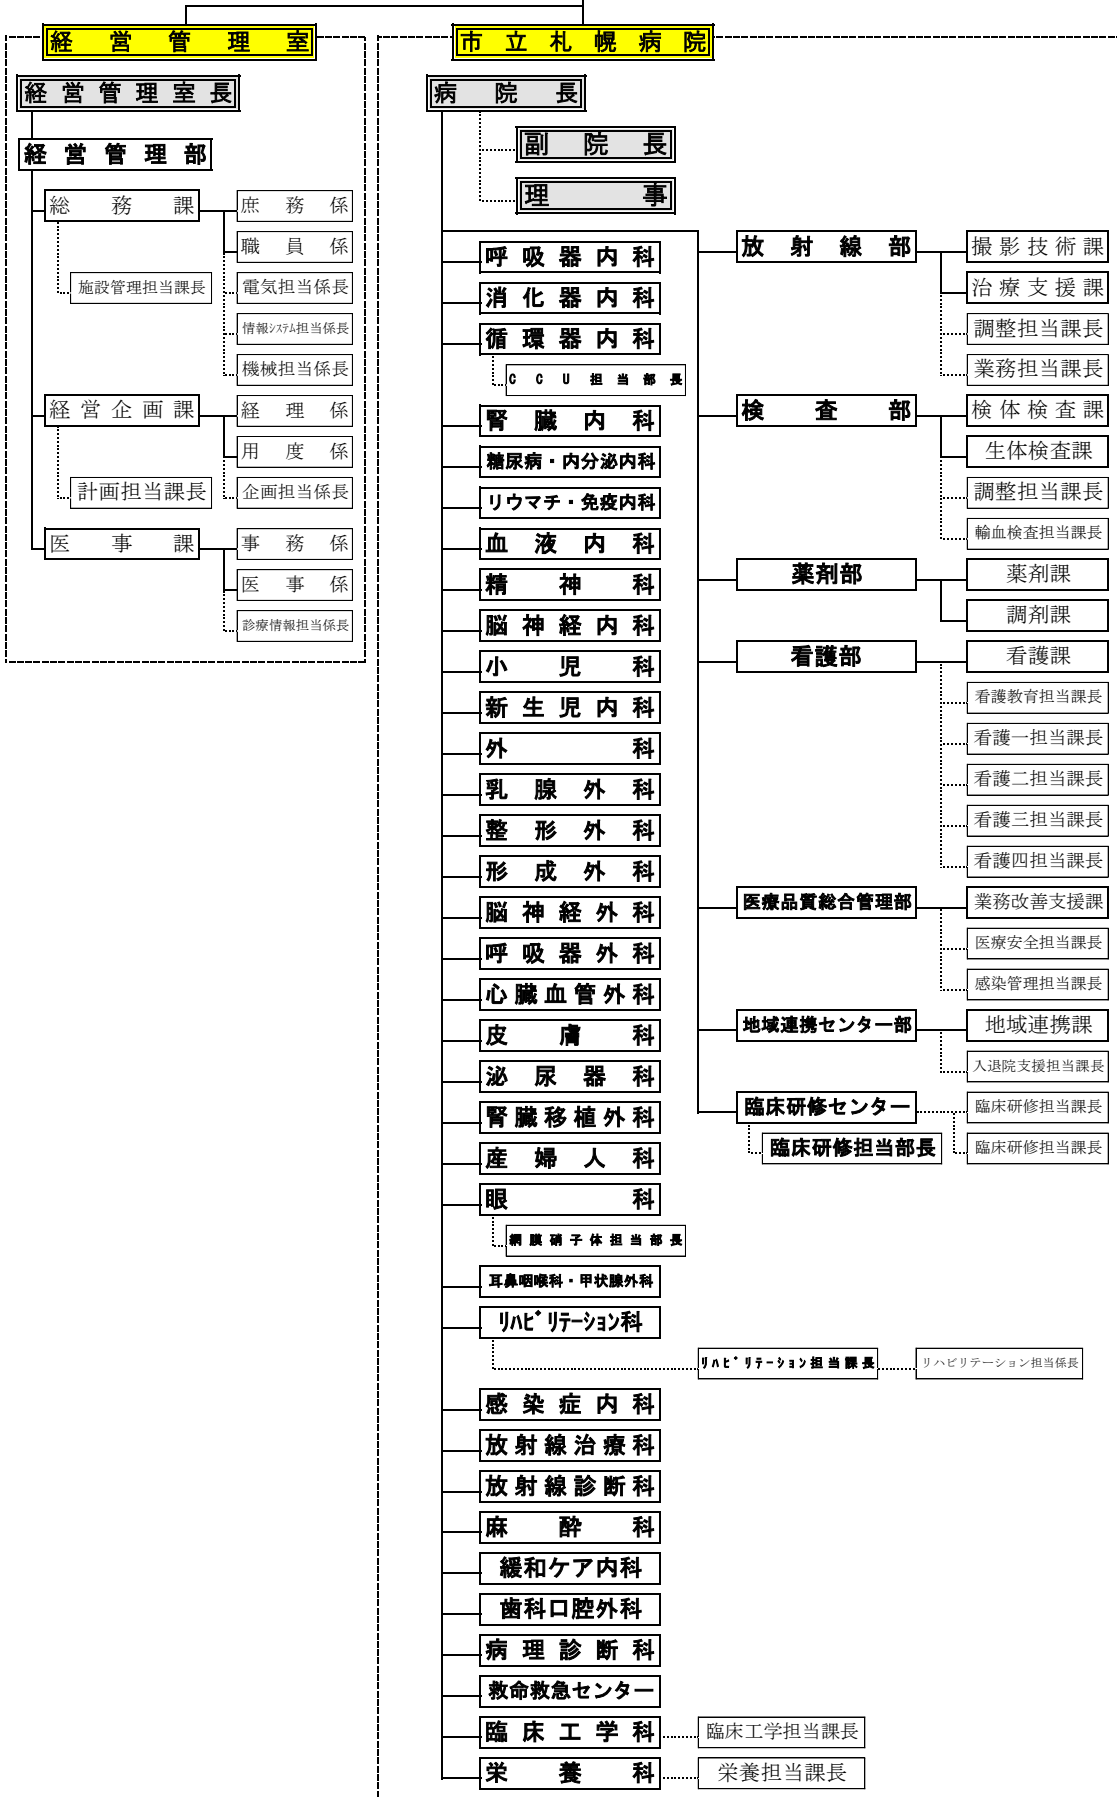 経営管理室
経営管理室長
経営管理部
総務課
庶務係
職員係
施設管理担当課長
電気担当係長
情報ｼｽﾃﾑ担当係長
機械担当係長
経営企画課
経理係
用度係
計画担当課長
企画担当係長
医事課
事務係
医事係
診療情報担当係長
市立札幌病院
病院長
副院長
理事
呼吸器内科
消化器内科
循環器内科
ＣＣＵ担当部長
腎臓内科
糖尿病・内分泌内科
リウマチ・免疫内科
血液内科
精神科
脳神経内科
小児科
新生児内科
外科
乳腺外科
整形外科
形成外科
脳神経外科
呼吸器外科
心臓血管外科
皮膚科
泌尿器科
腎臓移植外科
産婦人科
眼科
網膜硝子体担当部長
耳鼻咽喉科・甲状腺外科
ﾘﾊﾋﾞﾘﾃｰｼｮﾝ科
ﾘﾊﾋﾞﾘﾃｰｼｮﾝ担当課長
リハビリテーション担当係長
感染症内科
放射線治療科
放射線診断科
麻酔科
緩和ケア内科
歯科口腔外科
病理診断科
救命救急センター
臨床工学科
臨床工学担当課長
栄養科
栄養担当課長
放射線部
撮影技術課
治療支援課
調整担当課長
業務担当課長
検査部
検体検査課
生体検査課
調整担当課長
輸血検査担当課長
薬剤部
薬剤課
調剤課
看護部
看護課
看護教育担当課長
看護一担当課長
看護二担当課長
看護三担当課長
看護四担当課長
医療品質総合管理部
業務改善支援課
医療安全担当課長
感染管理担当課長
地域連携センター部
地域連携課
入退院支援担当課長
臨床研修センター
臨床研修担当課長
臨床研修担当部長
臨床研修担当課長